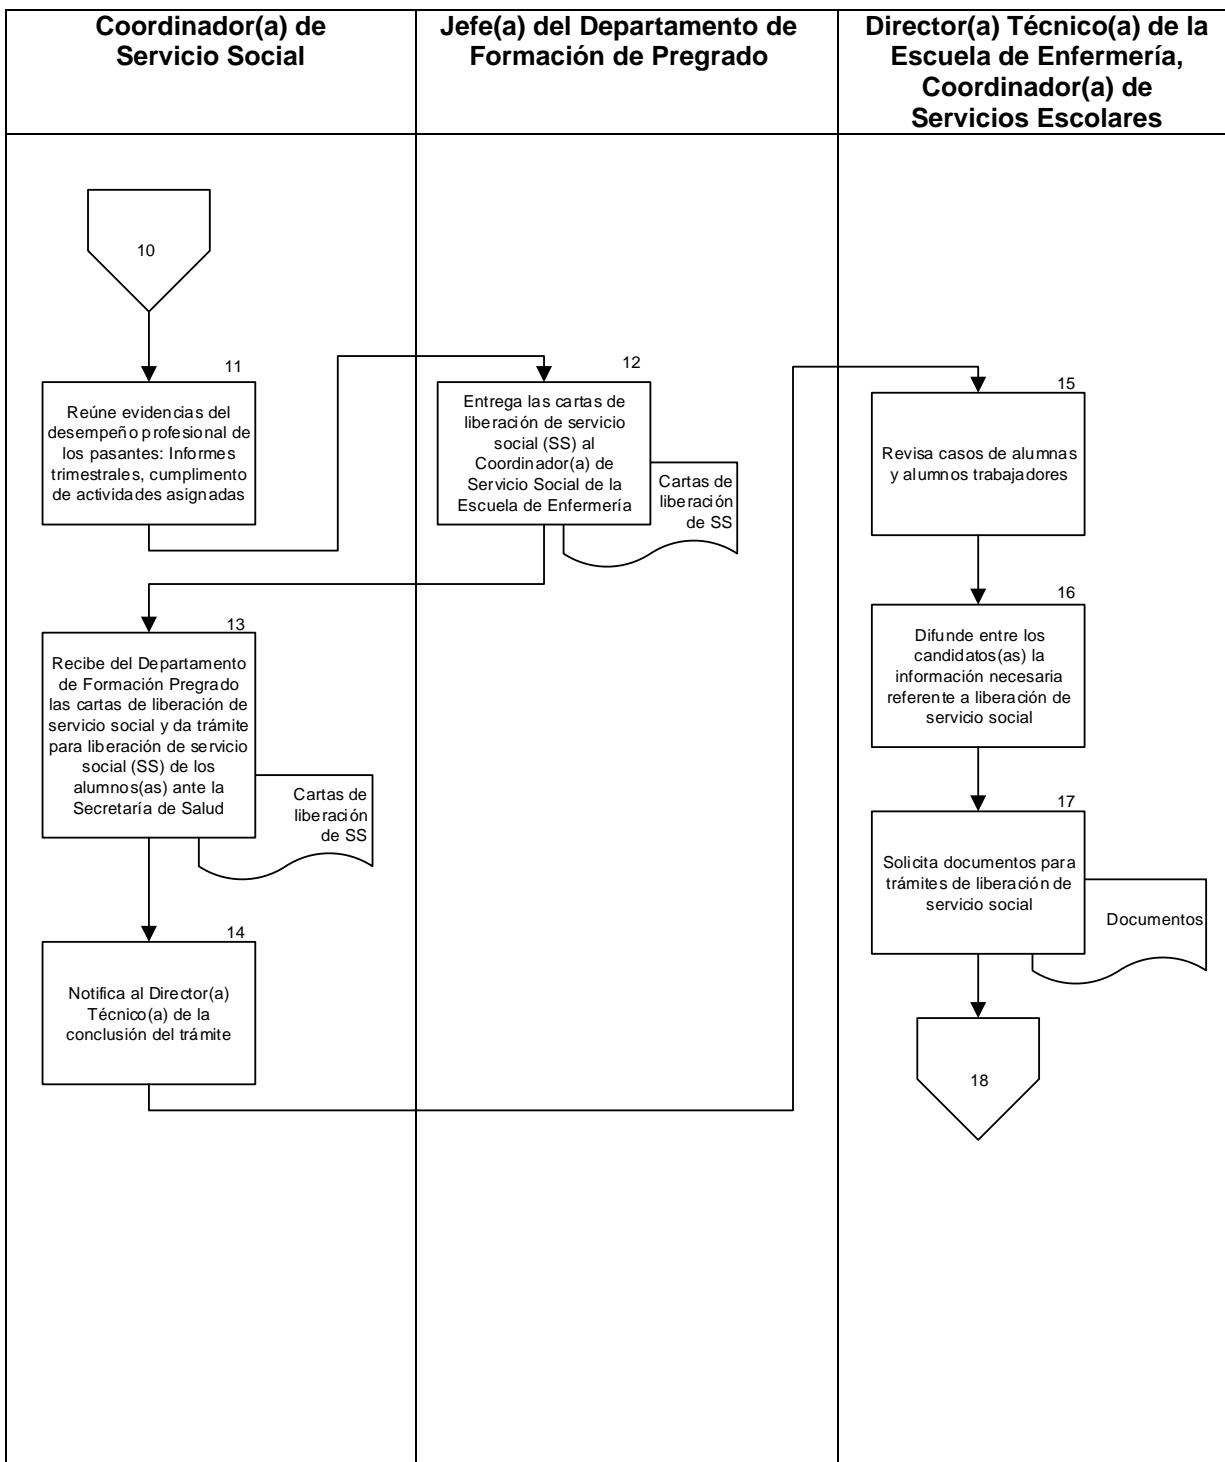 Coordinador(a) de
Servicio Social
Jefe(a) del Departamento de
Formación de Pregrado
Director(a) Técnico(a) de la
Escuela de Enfermería,
Coordinador(a) de
Servicios Escolares
10
11
Reúne evidencias del
desempeño profesional de
los pasantes: Informes
trimestrales, cumplimento
de actividades asignadas
12
Entrega las cartas de
liberación de servicio
social (SS) al
Coordinador(a) de
Servicio Social de la
Escuela de Enfermería
Cartas de
liberación
de SS
13
Recibe del Departamento
de Formación Pregrado
las cartas de liberación de
servicio social y da trámite
para liberación de servicio
social (SS) de los
alumnos(as) ante la
Secretaría de Salud
Cartas de
liberación
de SS
14
Notifica al Director(a)
Técnico(a) de la
conclusión del trámite
15
Revisa casos de alumnas
y alumnos trabajadores
16
Difunde entre los
candidatos(as) la
información necesaria
referente a liberación de
servicio social
17
Solicita documentos para
trámites de liberación de
servicio social
Documentos
18